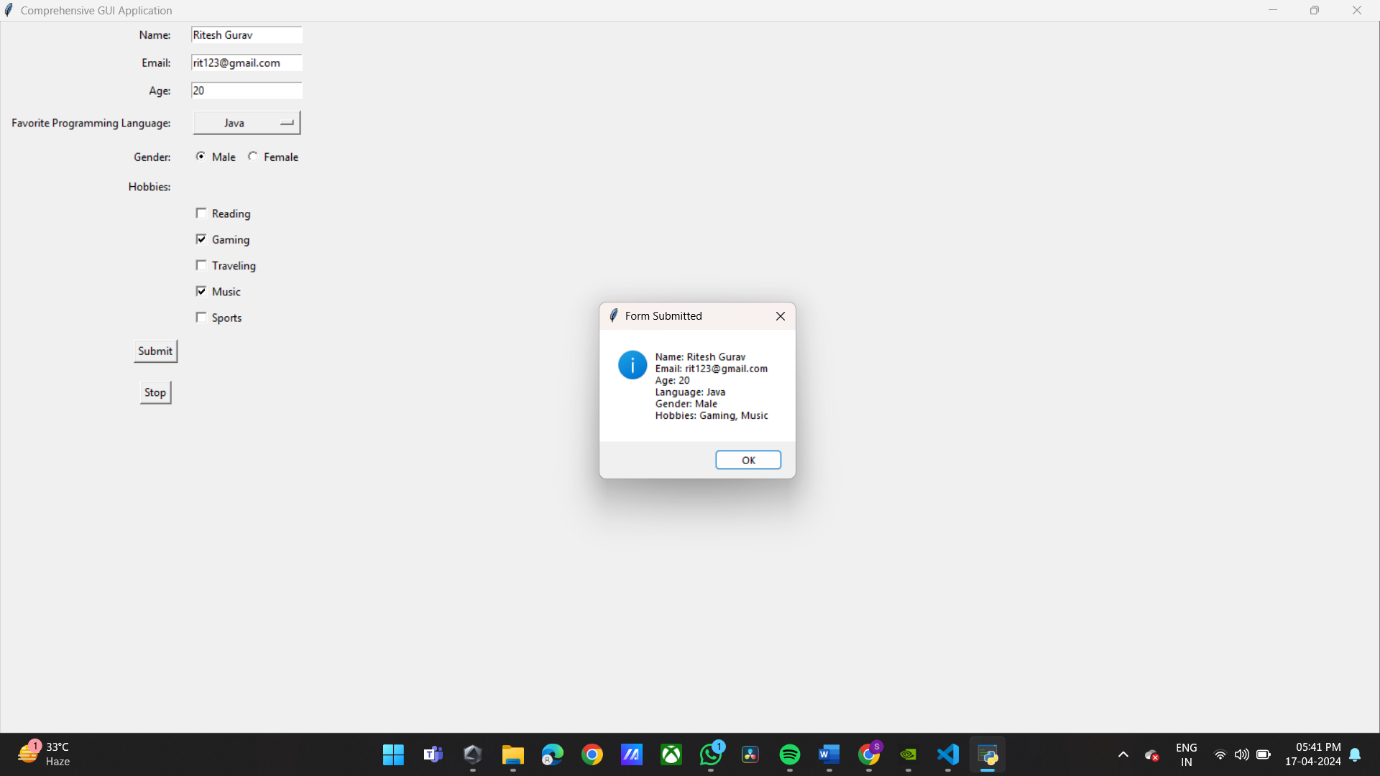 Comprehensive GUI Application
Name: Ritesh Gurav
Email: rit123@gmail.com
Age: 20
Favorite Programming Language: Java
Gender: Male Female
Hobbies:
Reading
Gaming
Traveling
Music
Sports
Submit
Stop
Form Submitted
i
Name: Ritesh Gurav
Email: rit123@gmail.com
Age: 20
Language: Java
Gender: Male
Hobbies: Gaming, Music
OK
1 33°C
Haze
1
S
ENG
IN
05:41 PM
17-04-2024